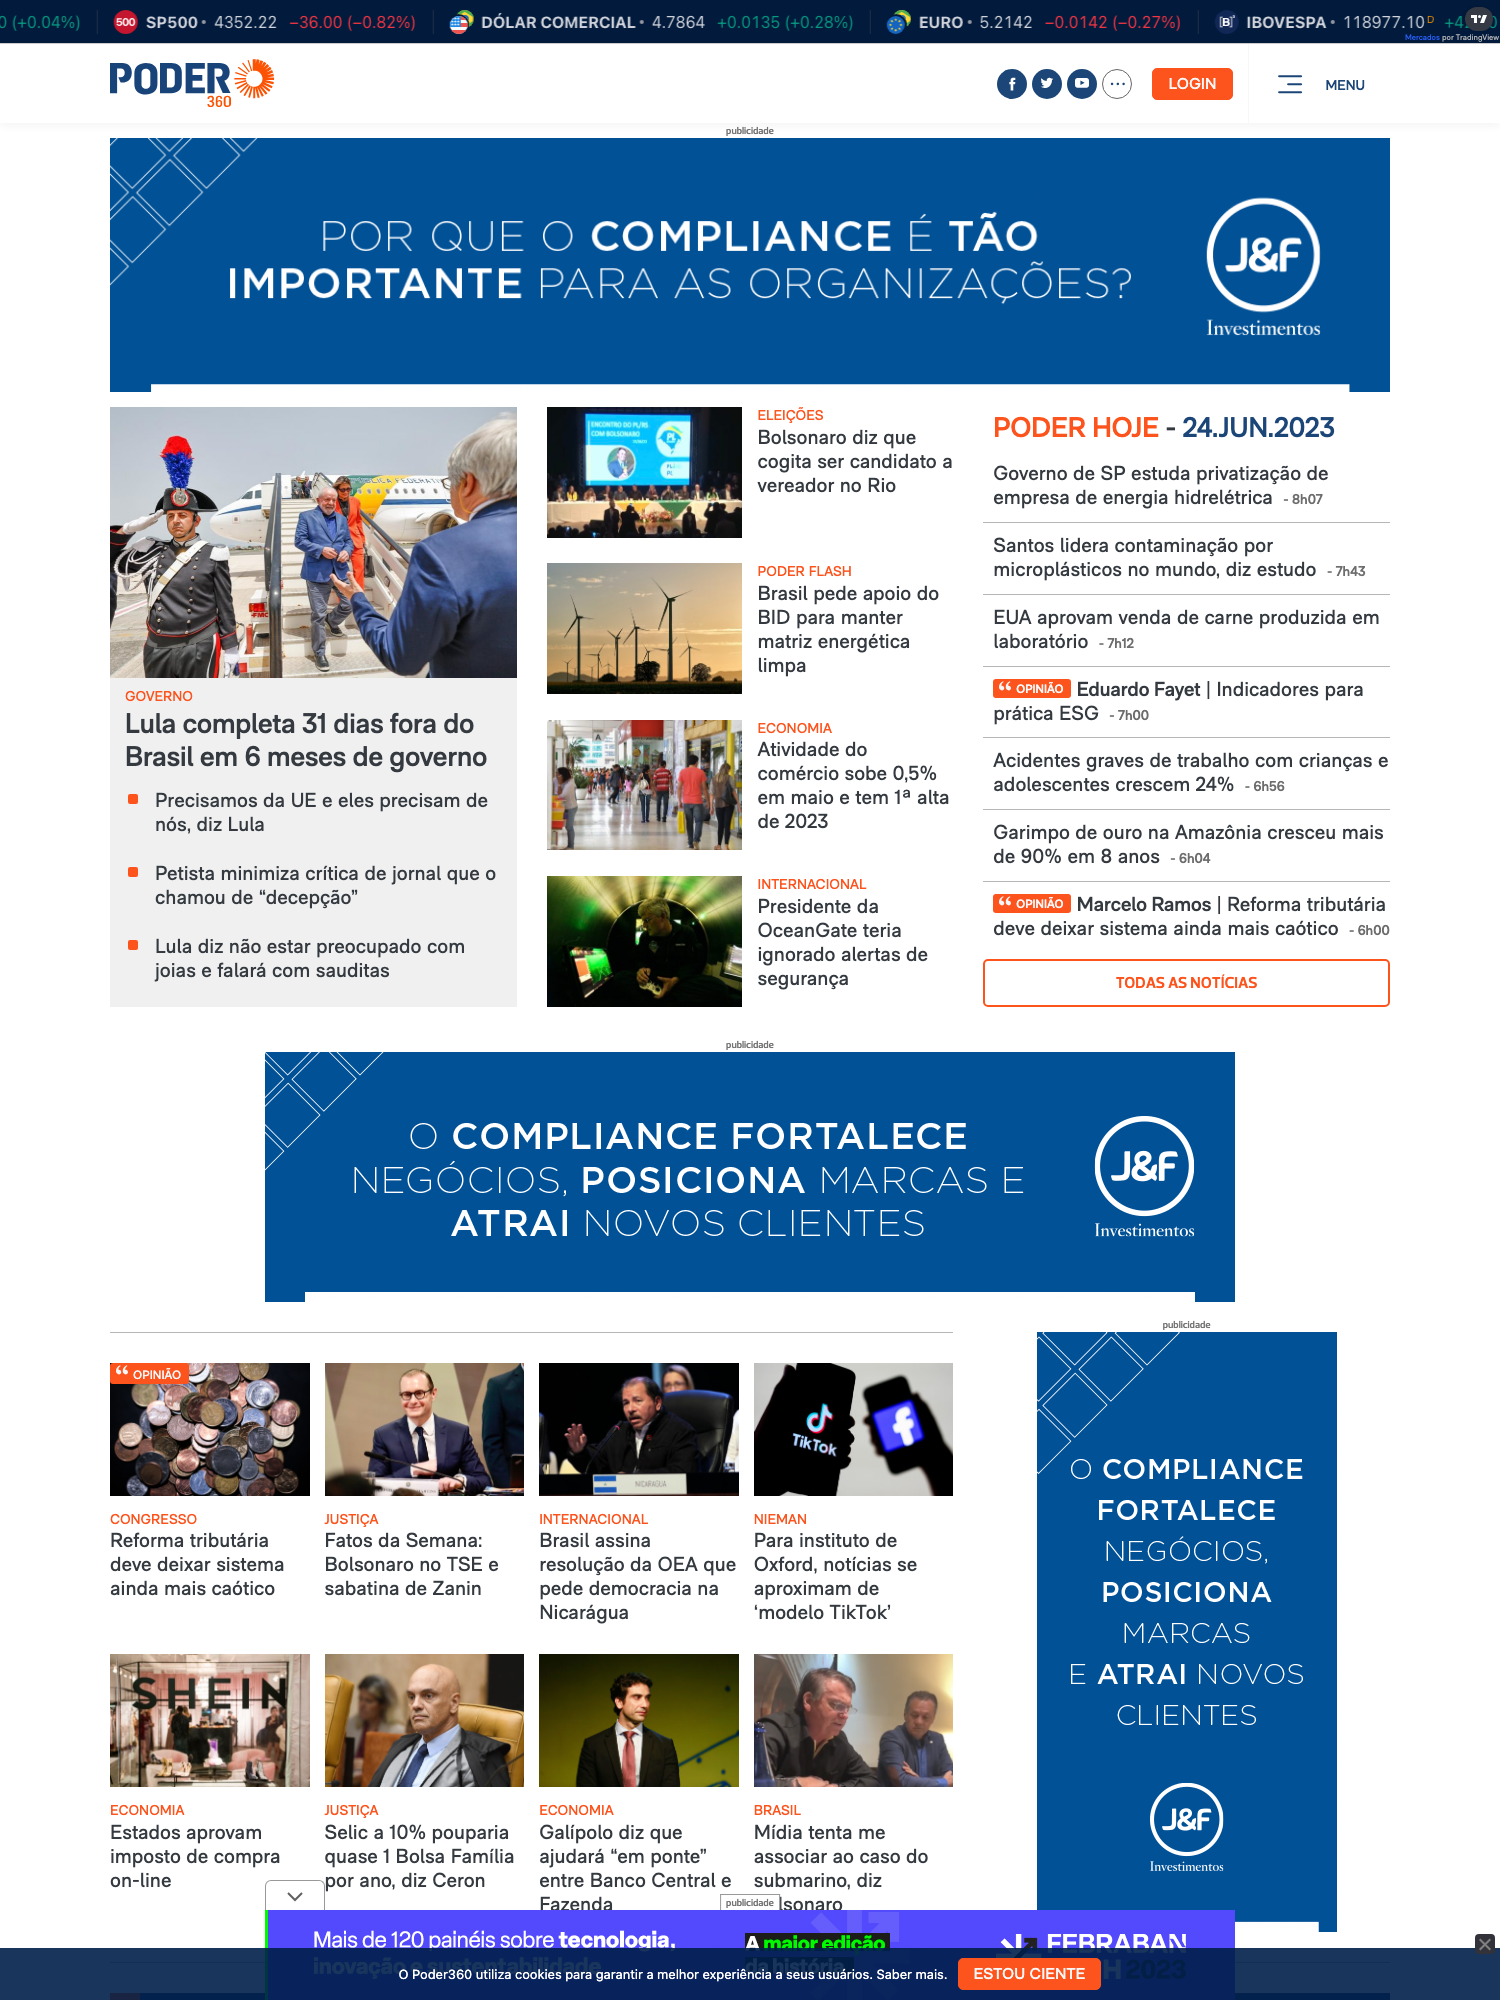 0 (+0.04%) 500 SP500 • 4352.22 −36.00 (−0.82%) DÓLAR COMERCIAL • 4.7864 +0.0135 (+0.28%) EURO • 5.2142 −0.0142 (−0.27%) IBOVESPA • 118977.10 D
Mercados por TradingView
PODER
360
LOGIN
MENU
publicidade
POR QUE O COMPLIANCE É TÃO
IMPORTANTE PARA AS ORGANIZAÇÕES?
J&F
Investimentos
GOVERNO
Lula completa 31 dias fora do
Brasil em 6 meses de governo
Precisamos da UE e eles precisam de
nós, diz Lula
Petista minimiza crítica de jornal que o
chamou de “decepção”
Lula diz não estar preocupado com
joias e falará com sauditas
ENCONTRO DO PL/RS
COM BOLSONARO
ELEIÇÕES
Bolsonaro diz que
cogita ser candidato a
vereador no Rio
PODER FLASH
Brasil pede apoio do
BID para manter
matriz energética
limpa
ECONOMIA
Atividade do
comércio sobe 0,5%
em maio e tem 1ª alta
de 2023
INTERNACIONAL
Presidente da
OceanGate teria
ignorado alertas de
segurança
PODER HOJE - 24.JUN.2023
Governo de SP estuda privatização de
empresa de energia hidrelétrica - 8h07
Santos lidera contaminação por
microplásticos no mundo, diz estudo - 7h43
EUA aprovam venda de carne produzida em
laboratório - 7h12
“ OPINIÃO Eduardo Fayet | Indicadores para
prática ESG - 7h00
Acidentes graves de trabalho com crianças e
adolescentes crescem 24% - 6h56
Garimpo de ouro na Amazônia cresceu mais
de 90% em 8 anos - 6h04
“ OPINIÃO Marcelo Ramos | Reforma tributária
deve deixar sistema ainda mais caótico - 6h00
TODAS AS NOTÍCIAS
publicidade
O COMPLIANCE FORTALECE
NEGÓCIOS, POSICIONA MARCAS E
ATRAI NOVOS CLIENTES
J&F
Investimentos
“ OPINIÃO
CONGRESSO
Reforma tributária
deve deixar sistema
ainda mais caótico
JUSTIÇA
Fatos da Semana:
Bolsonaro no TSE e
sabatina de Zanin
NICARAGUA
INTERNACIONAL
Brasil assina
resolução da OEA que
pede democracia na
Nicarágua
TikTok
NIEMAN
Para instituto de
Oxford, notícias se
aproximam de
‘modelo TikTok’
SHEIN
ECONOMIA
Estados aprovam
imposto de compra
on-line
JUSTIÇA
Selic a 10% pouparia
quase 1 Bolsa Família
por ano, diz Ceron
ECONOMIA
Galípolo diz que
ajudará “em ponte”
entre Banco Central e
Fazenda
BRASIL
Mídia tenta me
associar ao caso do
submarino, diz
lsonaro
publicidade
O COMPLIANCE
FORTALECE
NEGÓCIOS,
POSICIONA
MARCAS
E ATRAI NOVOS
CLIENTES
J&F
Investimentos
publicidade
Mais de 120 painéis sobre tecnologia,
inovação e sustentabilidade
A maior edição
da história
FEBRABAN
H 2023
O Poder360 utiliza cookies para garantir a melhor experiência a seus usuários. Saber mais.
ESTOU CIENTE